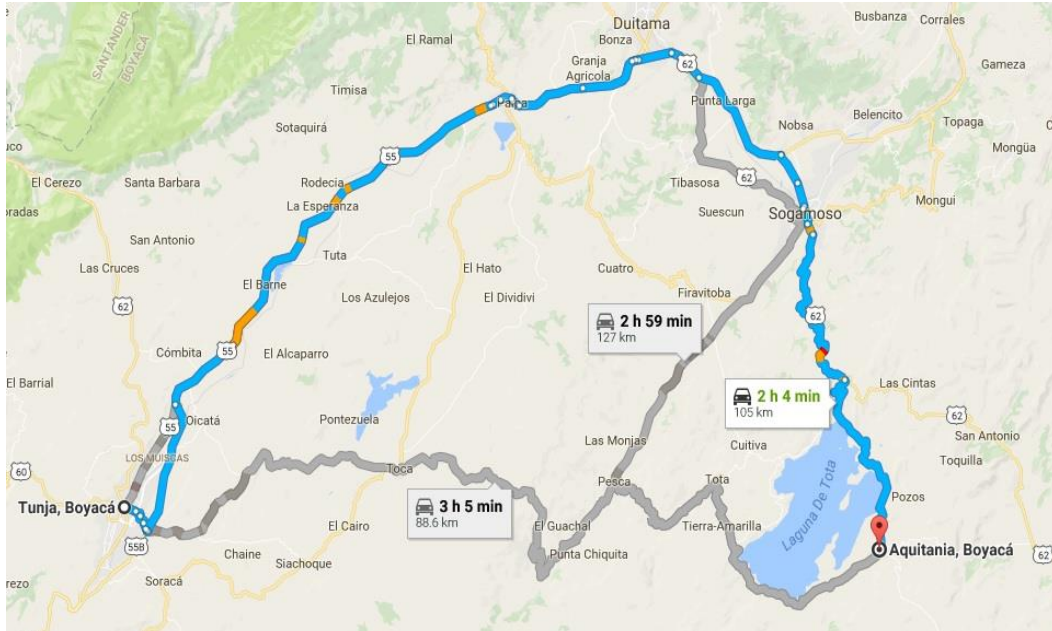 SANTANDER
BOYACÁ
Duitama
Bonza
Busbanza
Corrales
El Ramal
Granja
Agricola
62
Gameza
Timisa
Punta Larga
Belencito
Nobsa
Topaga
Sotaquirá
Mongüa
55
El Cerezo
Santa Barbara
Rodecia
Tibasosa
62
Mongui
La Esperanza
Suescun
Sogamoso
San Antonio
Tuta
Las Cruces
El Barne
El Hato
Cuatro
62
Los Azulejos
El Dividivi
Firavitoba
2 h 59 min
127 km
62
Cómbita
55
El Alcaparro
El Barrial
2 h 4 min
105 km
Las Cintas
62
Oicatá
Pontezuela
55
Las Monjas
Cuitiva
San Antonio
LOS MUISCAS
Toquilla
60
Toca
Pesca
Tota
Pozos
Tunja, Boyacá
3 h 5 min
88.6 km
El Cairo
El Guachal
Tierra-Amarilla
Laguna De Tota
55B
Chaine
Siachoque
Punta Chiquita
Aquitania, Boyacá
62
Soracá